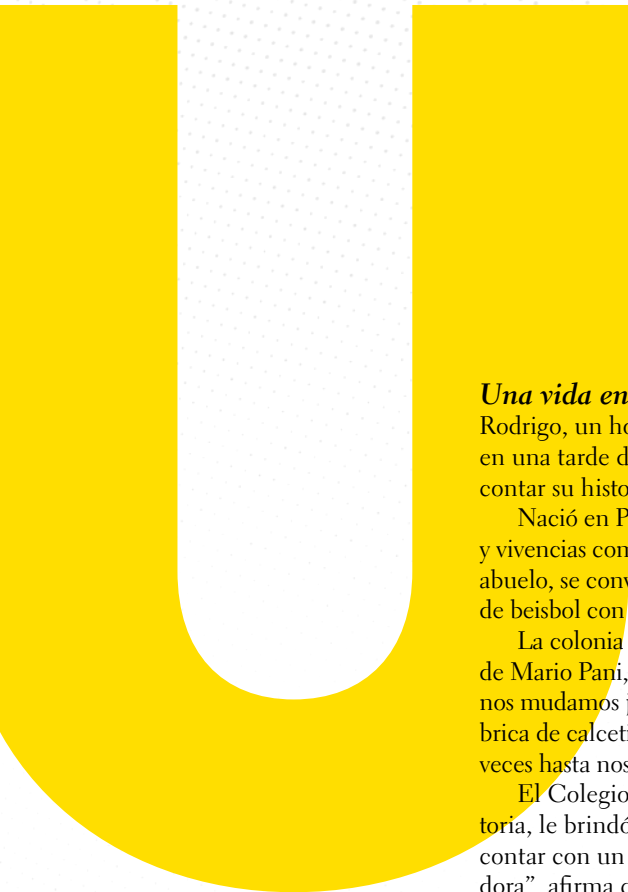 U
Una vida en
Rodrigo, un ho
en una tarde d
contar su histo
Nació en P
y vivencias con
abuelo, se conv
de beisbol con
La colonia
de Mario Pani,
nos mudamos j
brica de calceti
veces hasta nos
El Colegio
toria, le brindó
contar con un
dora”, afirma c